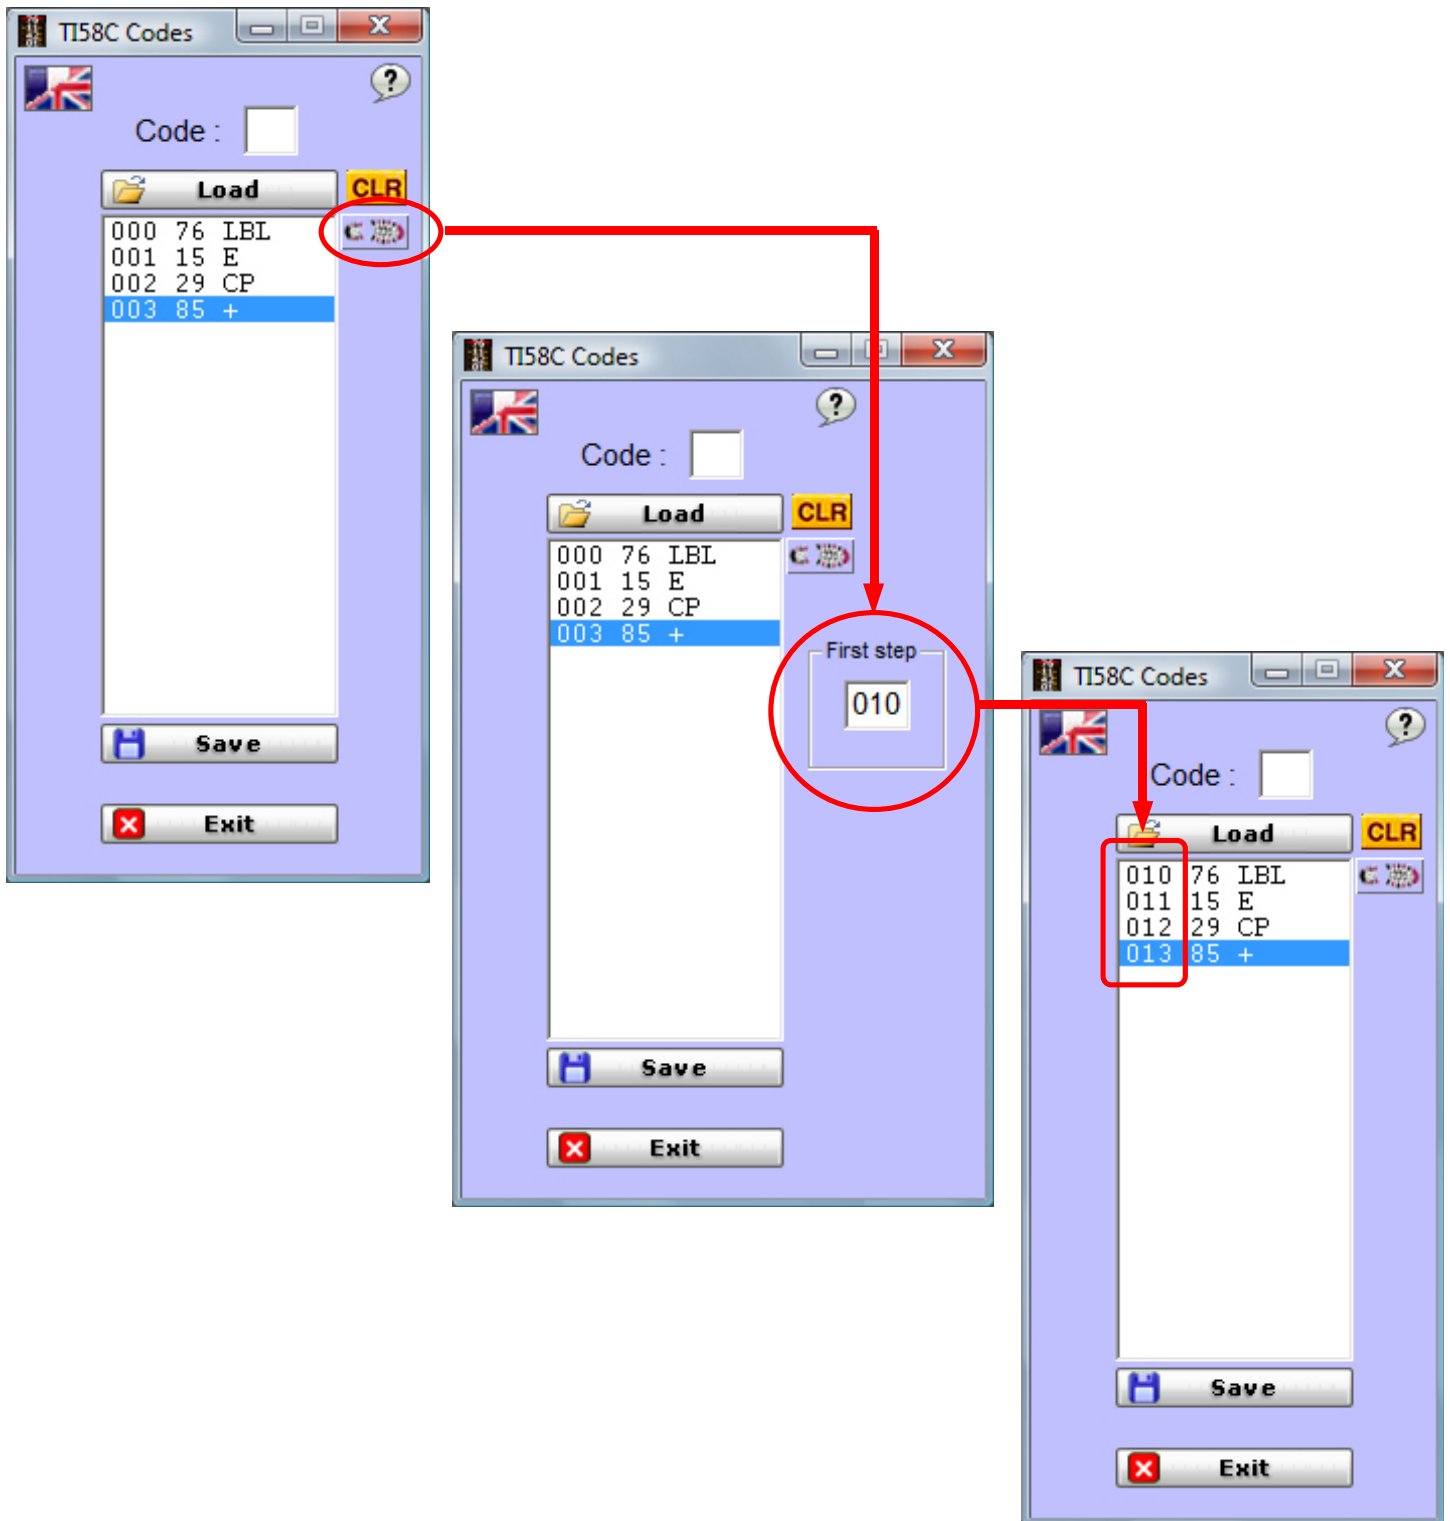 TI58C Codes
?
Code :
Load
CLR
000 76 LBL
001 15 E
002 29 CP
003 85 +
Save
Exit
TI58C Codes
?
Code :
Load
CLR
000 76 LBL
001 15 E
002 29 CP
003 85 +
First step
010
Save
Exit
TI58C Codes
?
Code :
Load
CLR
010 76 LBL
011 15 E
012 29 CP
013 85 +
Save
Exit